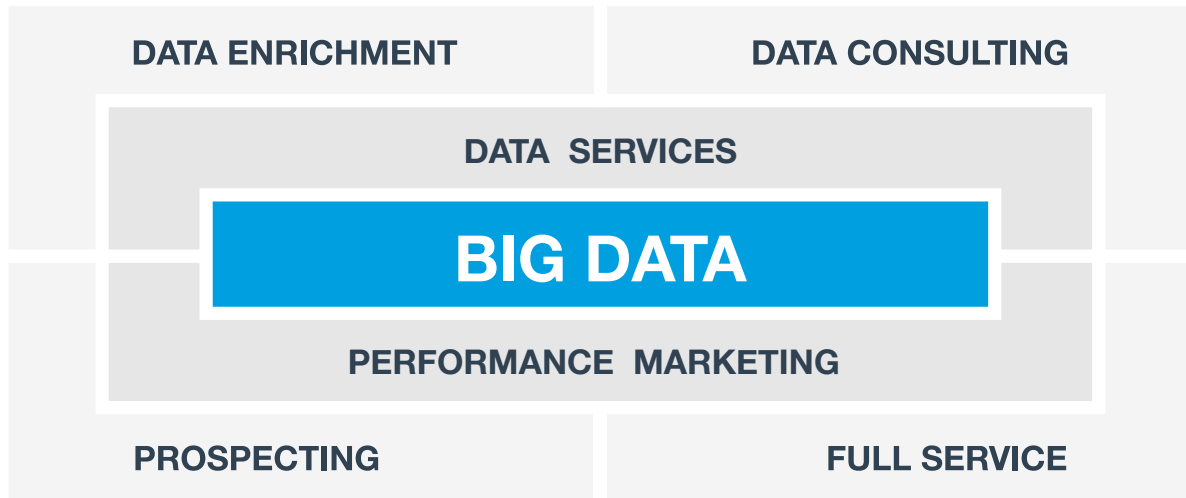 DATA ENRICHMENT
DATA CONSULTING
DATA SERVICES
BIG DATA
PERFORMANCE MARKETING
PROSPECTING
FULL SERVICE